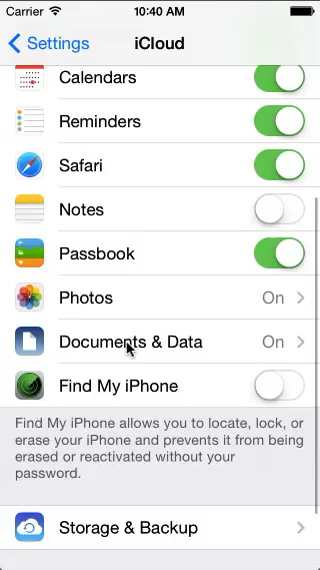 Carrier 10:40 AM
Settings iCloud
Calendars
Reminders
Safari
Notes
Passbook
Photos On
Documents & Data On
Find My iPhone
Find My iPhone allows you to locate, lock, or
erase your iPhone and prevents it from being
erased or reactivated without your
password.
Storage & Backup